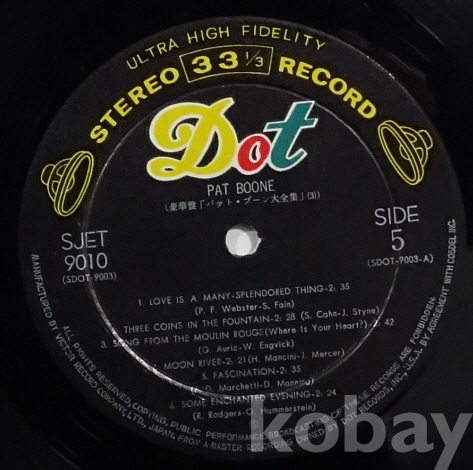 ULTRA HIGH FIDELITY
STEREO 33 1/3 RECORD
Dot
PAT BOONE
(豪華盤「パット・ブーン大全集」(3))
SJET
9010
(SDOT-9003)
SIDE
5
(SDOT-9003-A)
1. LOVE IS A MANY-SPLENDORED THING-2: 35
(P. F. Webster-S. Fain)
2. THREE COINS IN THE FOUNTAIN-2: 28 (S. Cahn-J. Styne)
3. SONG FROM THE MOULIN ROUGE (Where Is Your Heart?)-2: 42
(G. Auric-W. Engvick)
4. MOON RIVER-2: 21 (H. Mancini-J. Mercer)
5. FASCINATION-2: 35
(F. D. Marchetti-D. Manning)
6. SOME ENCHANTED EVENING-2: 24
(R. Rodgers-O. Hammerstein)
ALL RIGHTS RESERVED, COPYING, PUBLIC PERFORMANCE, BROADCASTING OF THESE RECORDS ARE FORBIDDEN.
MANUFACTURED BY VICTOR RECORD COMPANY, LTD., JAPAN. FROM A MASTER RECORDING OWNED BY DOT RECORDS, INC., U.S.A. BY AGREEMENT WITH COSDEL INC.
kobay